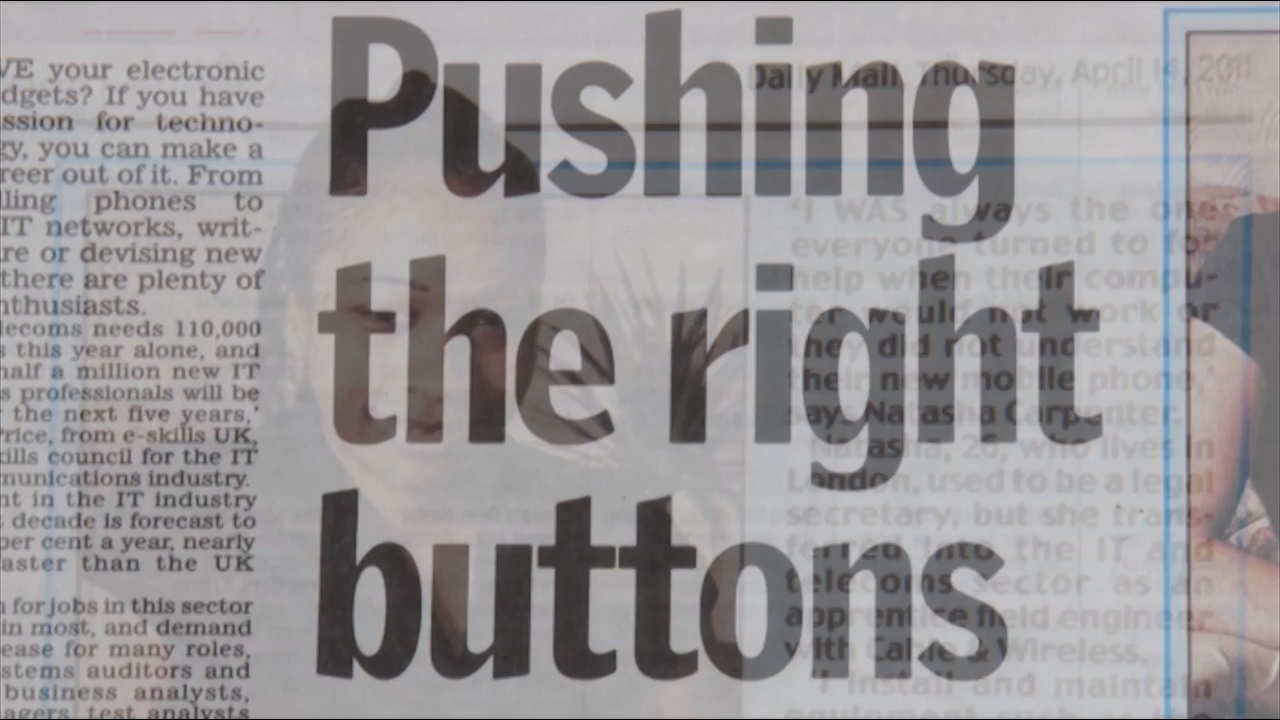 Pushing
the right
buttons
VE your electronic
dgets? If you have
ssion for techno-
gy, you can make a
reer out of it. From
lling phones to
IT networks, writ-
re or devising new
there are plenty of
nthusiasts.
lecoms needs 110,000
s this year alone, and
half a million new IT
s professionals will be
r the next five years,'
Price, from e-skills UK,
kills council for the IT
munications industry.
nt in the IT industry
t decade is forecast to
per cent a year, nearly
aster than the UK
n for jobs in this sector
in most, and demand
ease for many roles,
stems auditors and
business analysts,
agers, test analysts
Daily Mail, Thursday, April 14, 2011
'I WAS always the one
everyone turned to for
help when their compu-
ter would not work or
they did not understand
their new mobile phone,'
says Natasha Carpenter.
Natasha, 26, who lives in
London, used to be a legal
secretary, but she trans-
ferred into the IT and
telecoms sector as an
apprentice field engineer
with Cable & Wireless.
'I install and maintain
equipment such as the